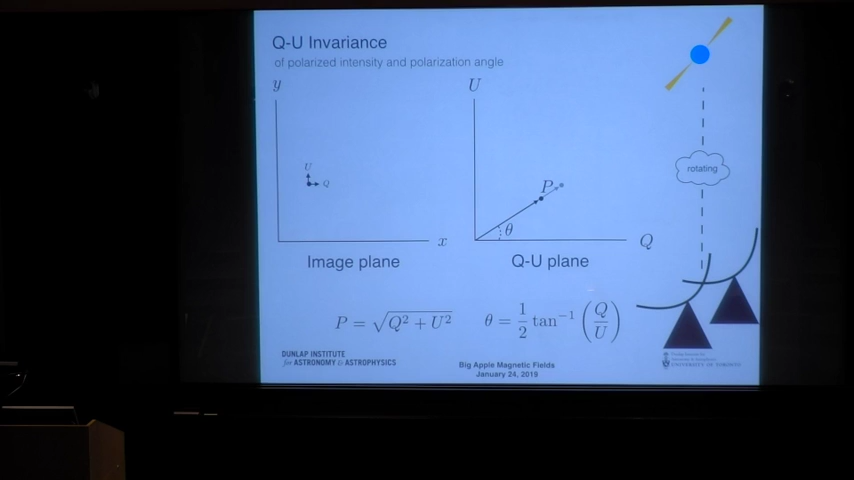 Q-U Invariance
of polarized intensity and polarization angle
y
U
U
Q
x
Image plane
P
θ
Q
Q-U plane
rotating
P = √(Q² + U²)
θ = 1/2 tan⁻¹ (Q/U)
DUNLAP INSTITUTE
for ASTRONOMY & ASTROPHYSICS
Big Apple Magnetic Fields
January 24, 2019
UNIVERSITY OF TORONTO